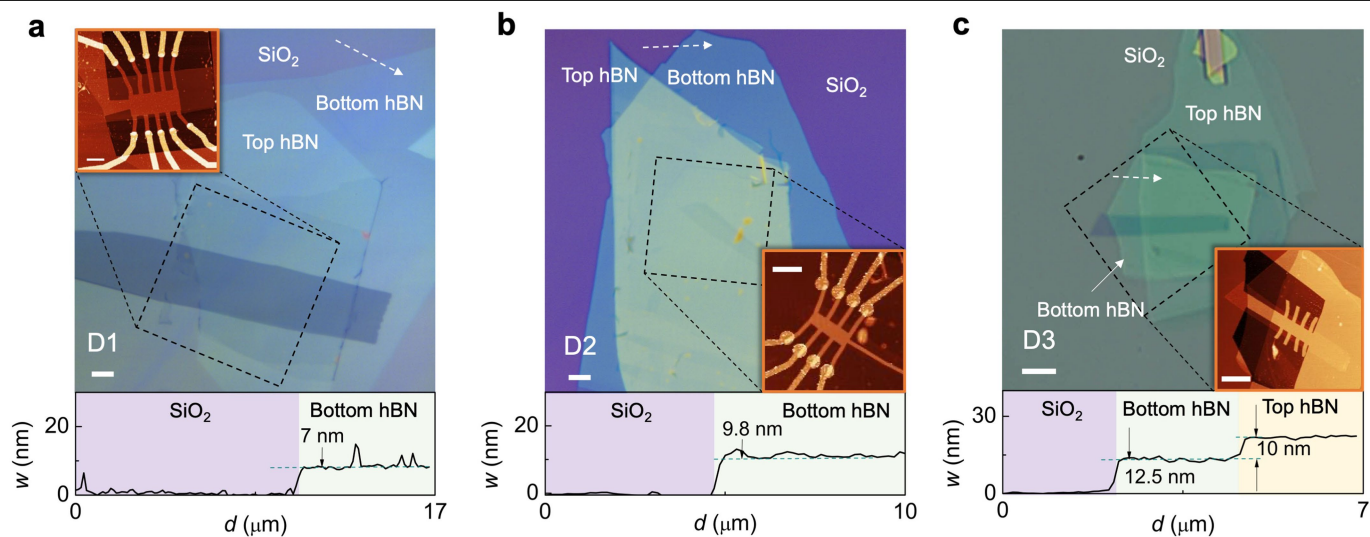 a
SiO2
Bottom hBN
Top hBN
D1
SiO2
Bottom hBN
7 nm
20
0
w (nm)
0
17
d (μm)
b
Top hBN
Bottom hBN
SiO2
D2
SiO2
Bottom hBN
9.8 nm
20
0
w (nm)
0
10
d (μm)
c
SiO2
Top hBN
Bottom hBN
D3
SiO2
Bottom hBN
Top hBN
10 nm
12.5 nm
30
0
w (nm)
0
7
d (μm)